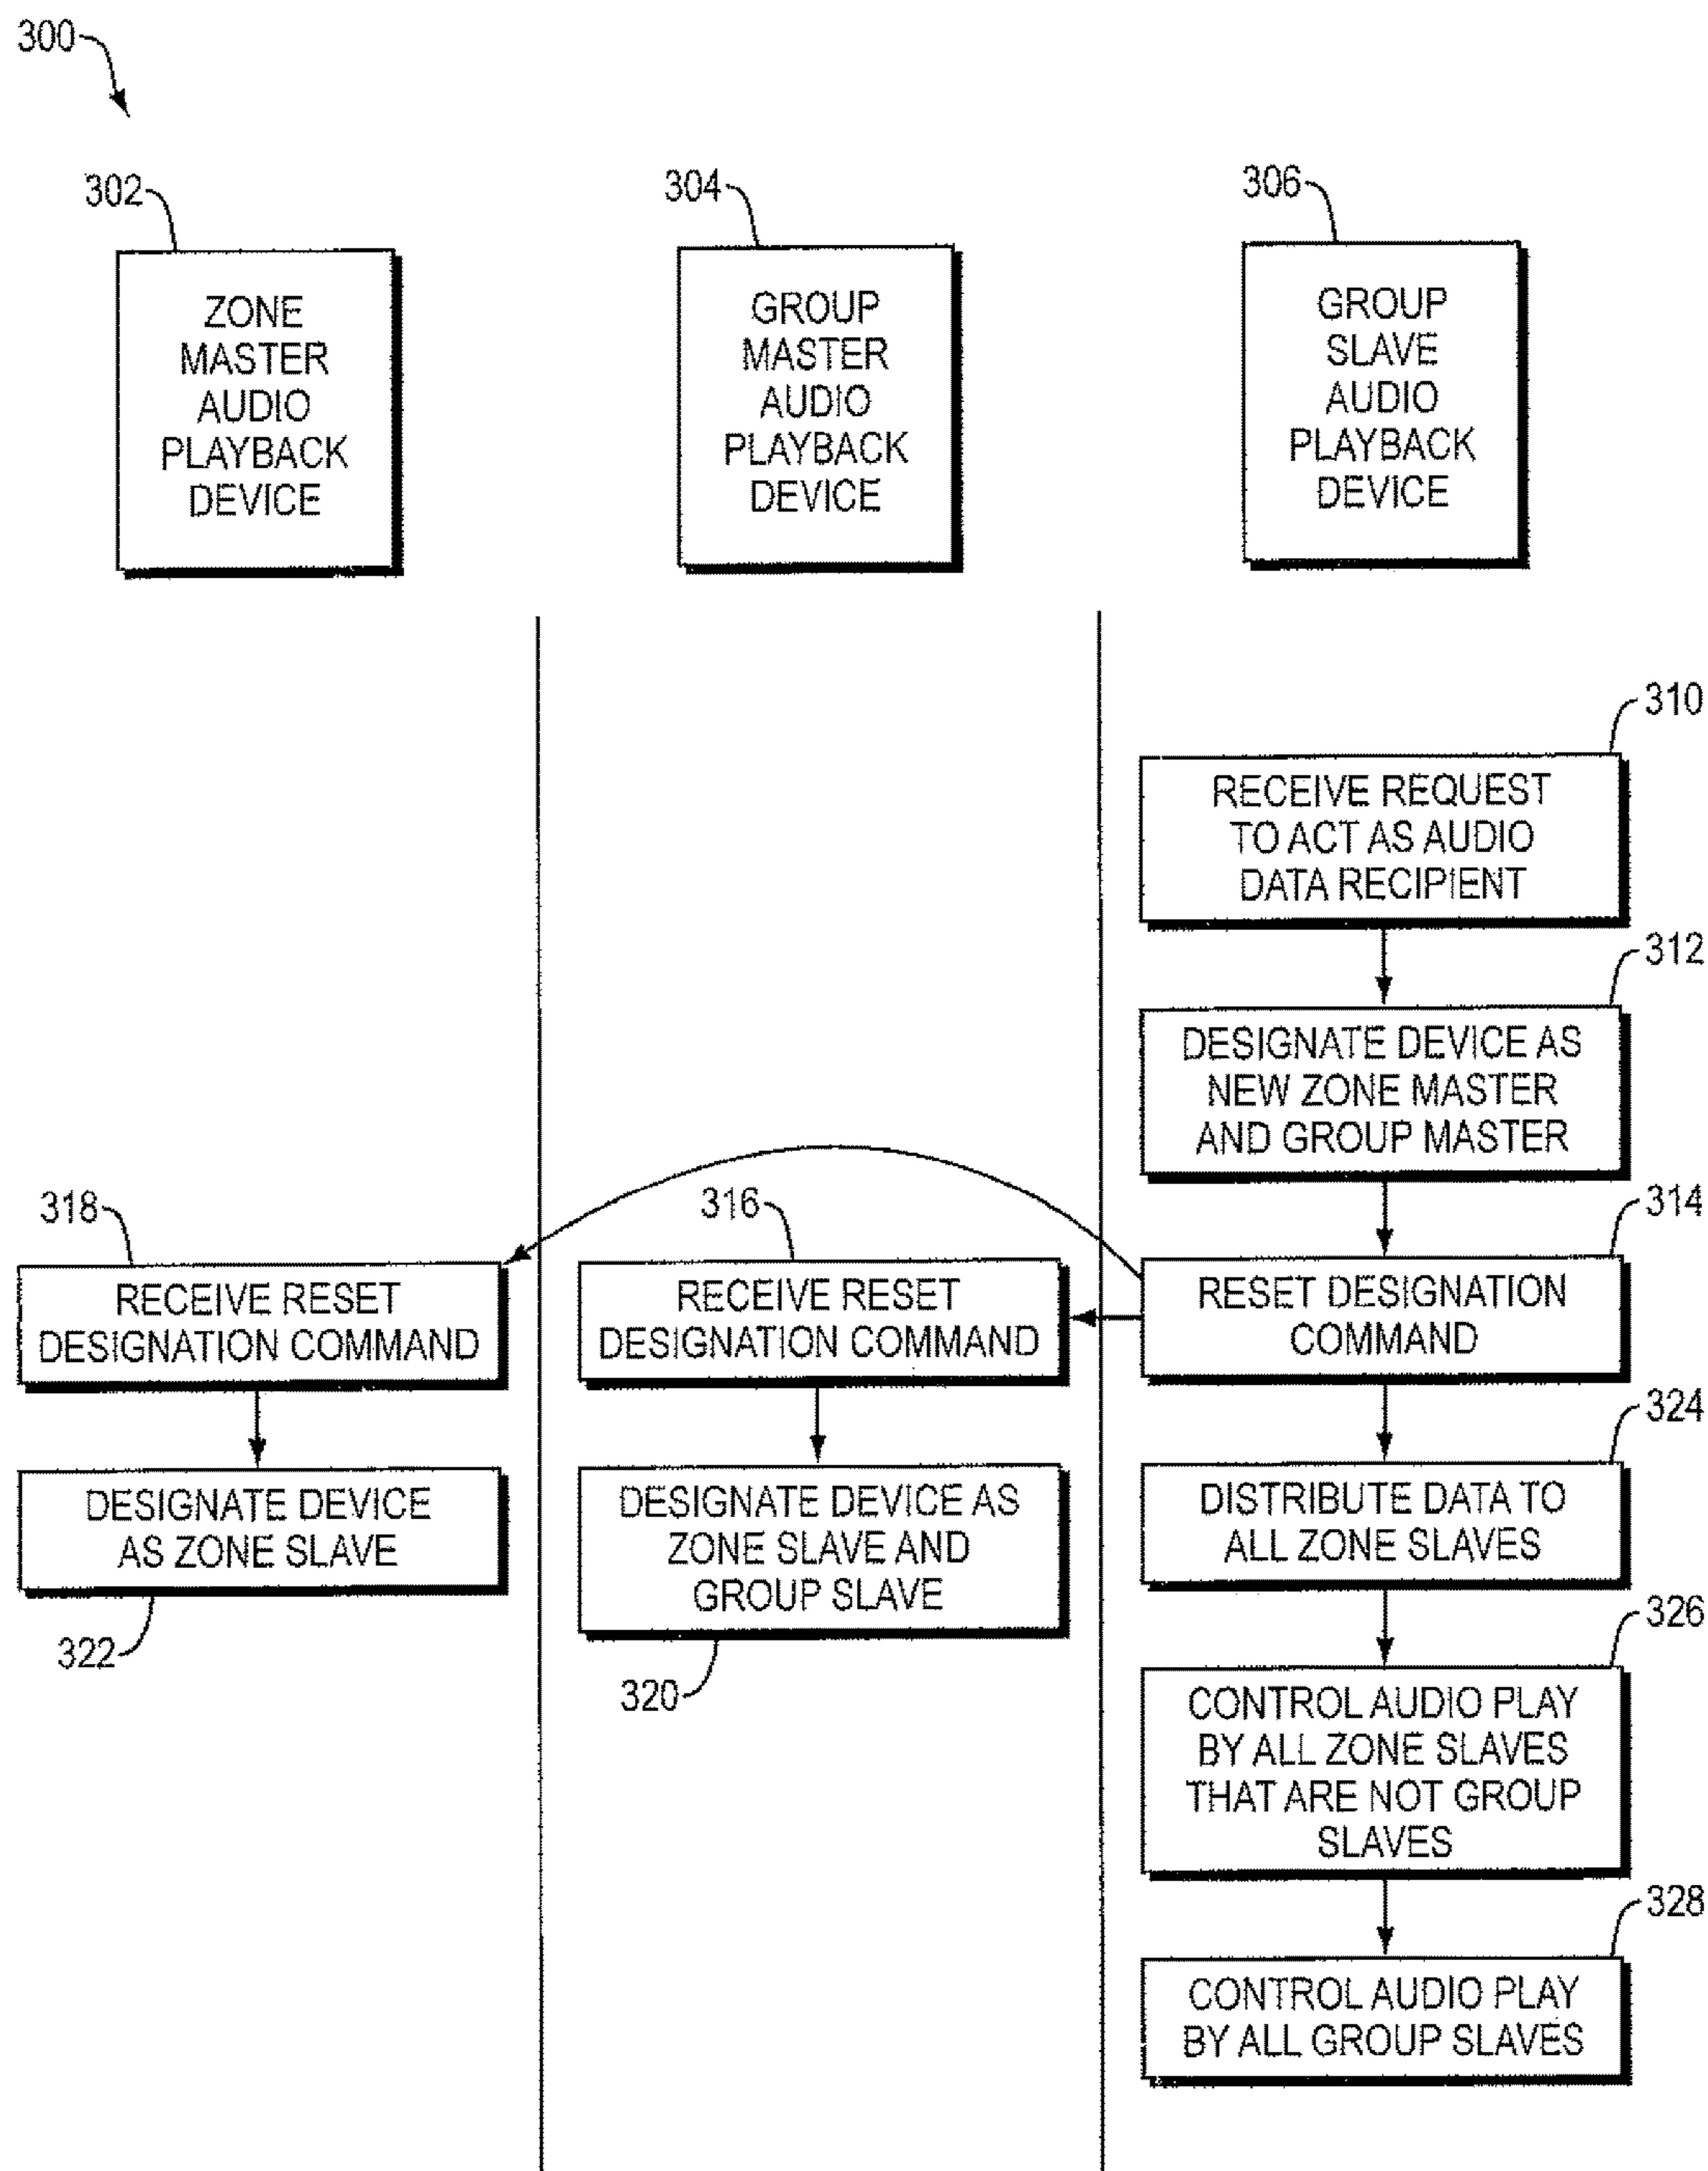 300
302
ZONE
MASTER
AUDIO
PLAYBACK
DEVICE
304
GROUP
MASTER
AUDIO
PLAYBACK
DEVICE
306
GROUP
SLAVE
AUDIO
PLAYBACK
DEVICE
310
RECEIVE REQUEST
TO ACT AS AUDIO
DATA RECIPIENT
312
DESIGNATE DEVICE AS
NEW ZONE MASTER
AND GROUP MASTER
314
RESET DESIGNATION
COMMAND
316
RECEIVE RESET
DESIGNATION COMMAND
318
RECEIVE RESET
DESIGNATION COMMAND
320
DESIGNATE DEVICE AS
ZONE SLAVE AND
GROUP SLAVE
322
DESIGNATE DEVICE
AS ZONE SLAVE
324
DISTRIBUTE DATA TO
ALL ZONE SLAVES
326
CONTROL AUDIO PLAY
BY ALL ZONE SLAVES
THAT ARE NOT GROUP
SLAVES
328
CONTROL AUDIO PLAY
BY ALL GROUP SLAVES